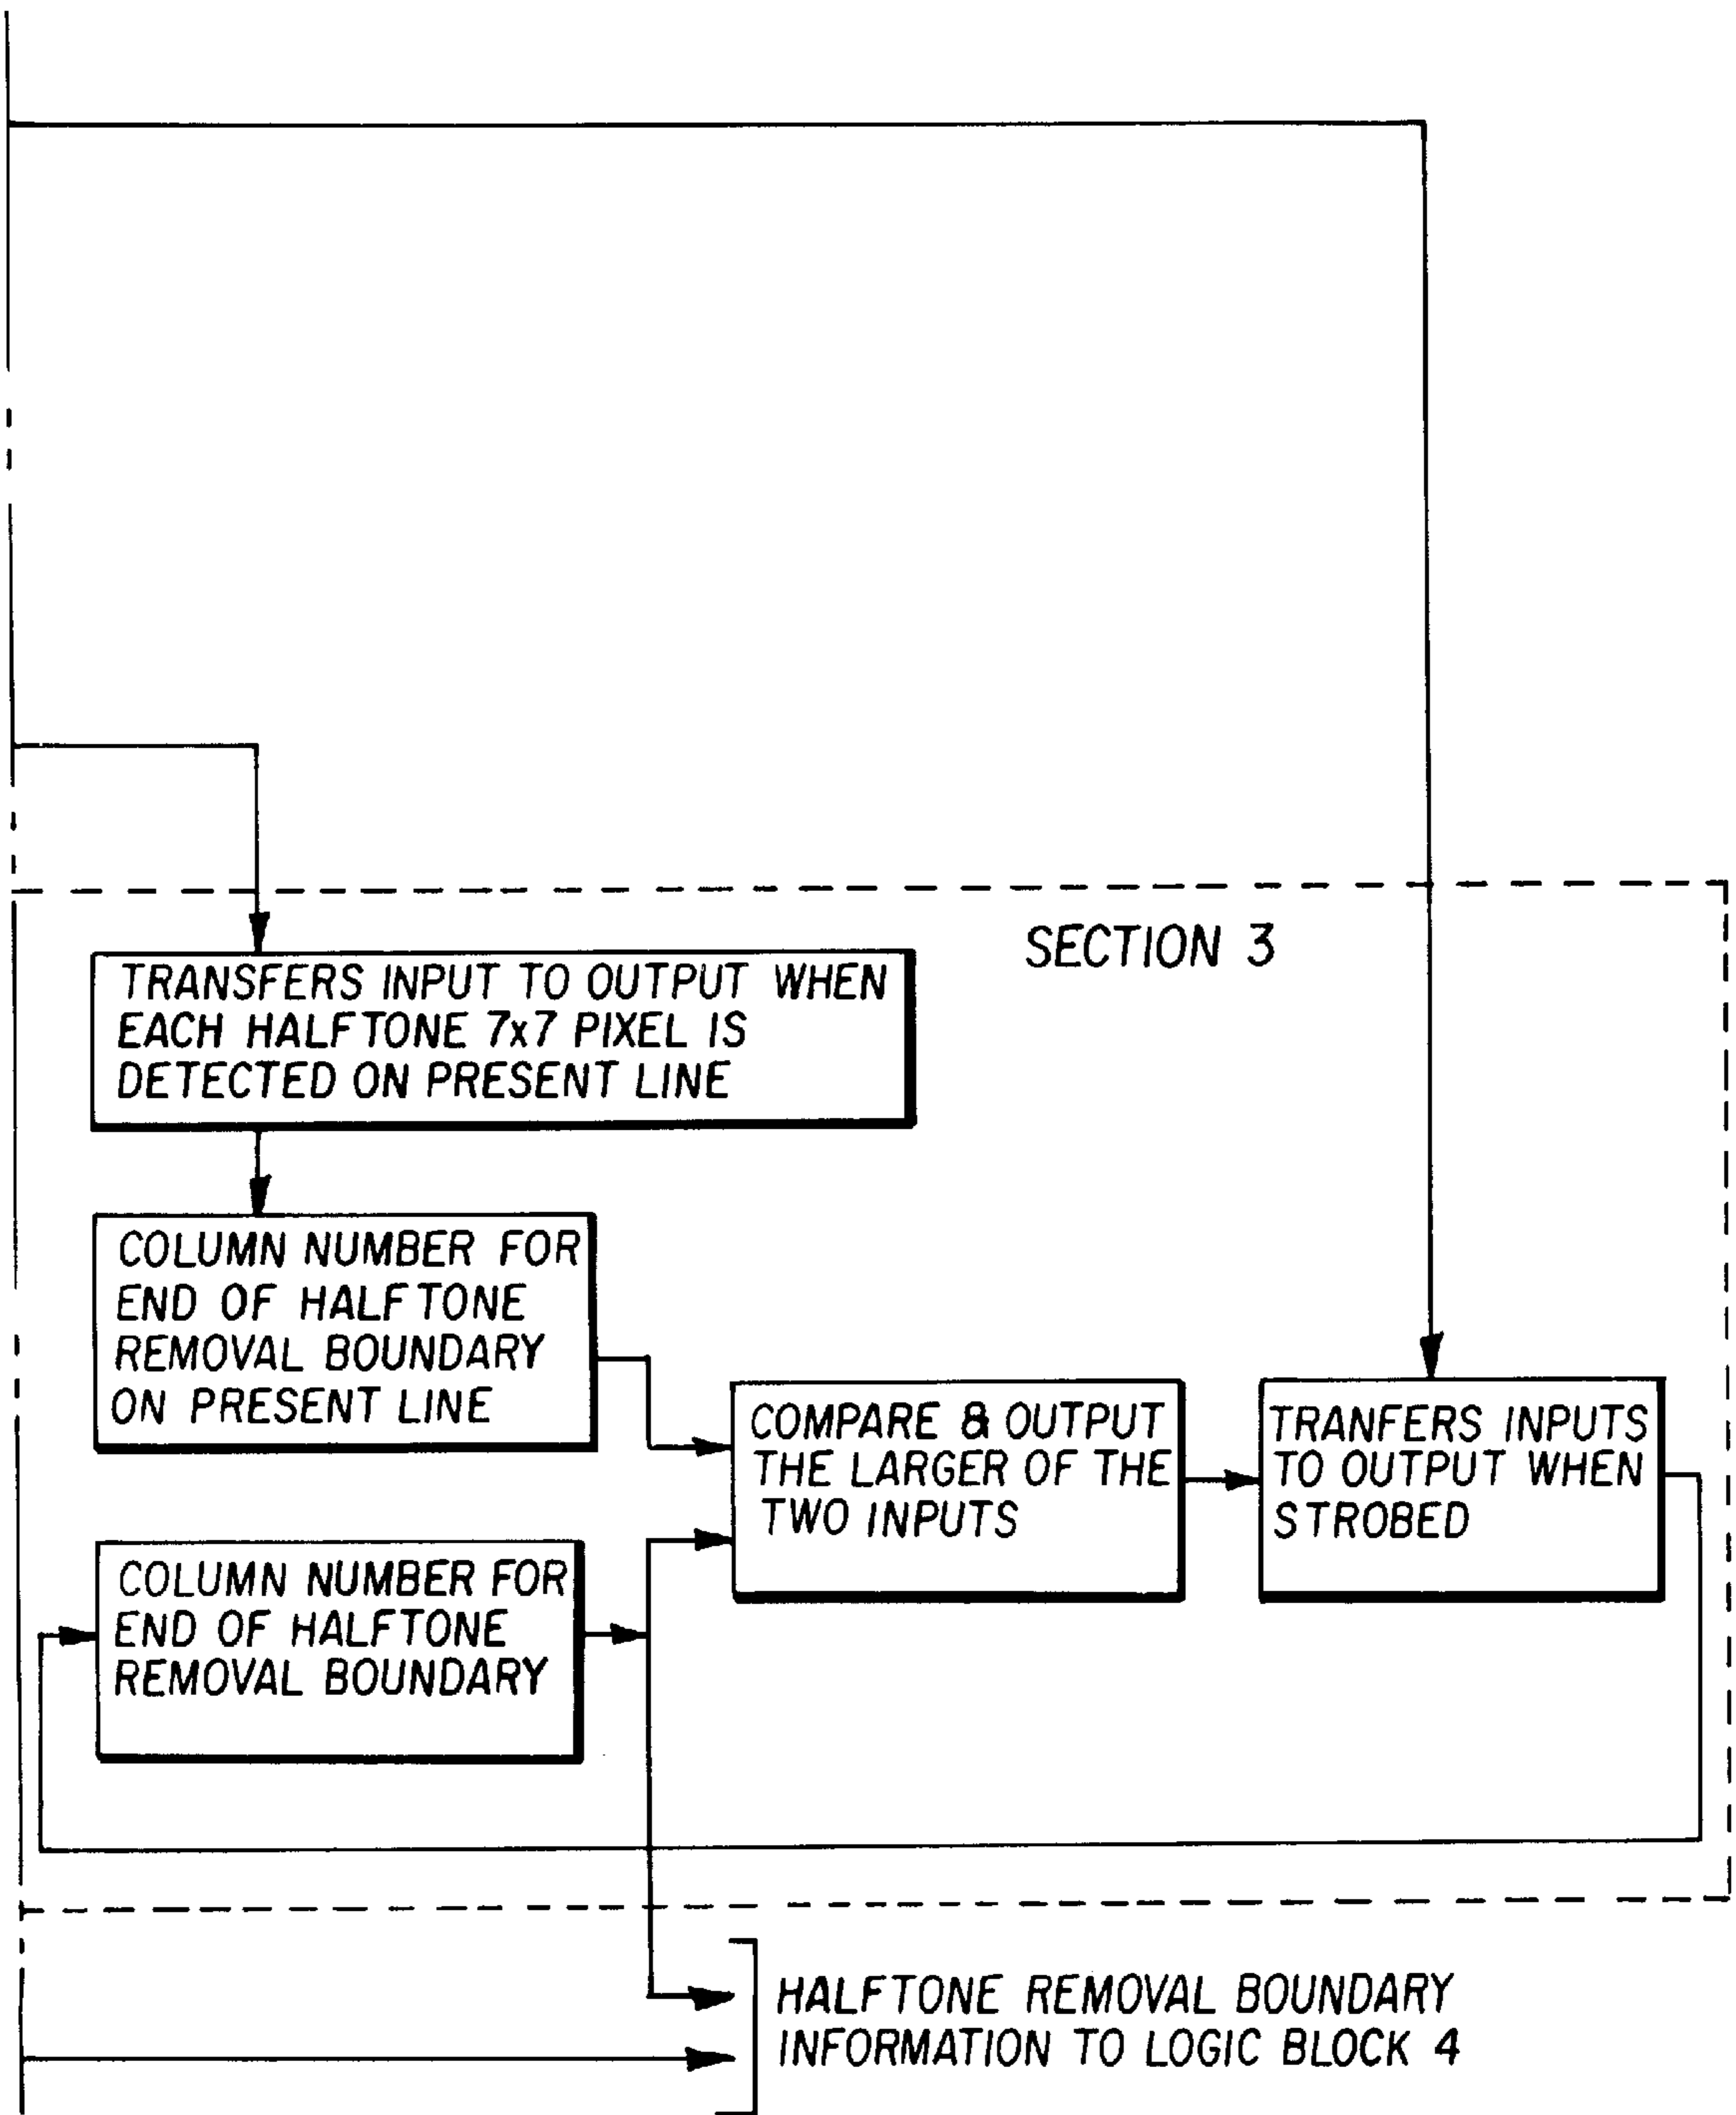 SECTION 3
TRANSFERS INPUT TO OUTPUT WHEN
EACH HALFTONE 7x7 PIXEL IS
DETECTED ON PRESENT LINE
COLUMN NUMBER FOR
END OF HALFTONE
REMOVAL BOUNDARY
ON PRESENT LINE
COMPARE & OUTPUT
THE LARGER OF THE
TWO INPUTS
TRANFERS INPUTS
TO OUTPUT WHEN
STROBED
COLUMN NUMBER FOR
END OF HALFTONE
REMOVAL BOUNDARY
HALFTONE REMOVAL BOUNDARY
INFORMATION TO LOGIC BLOCK 4